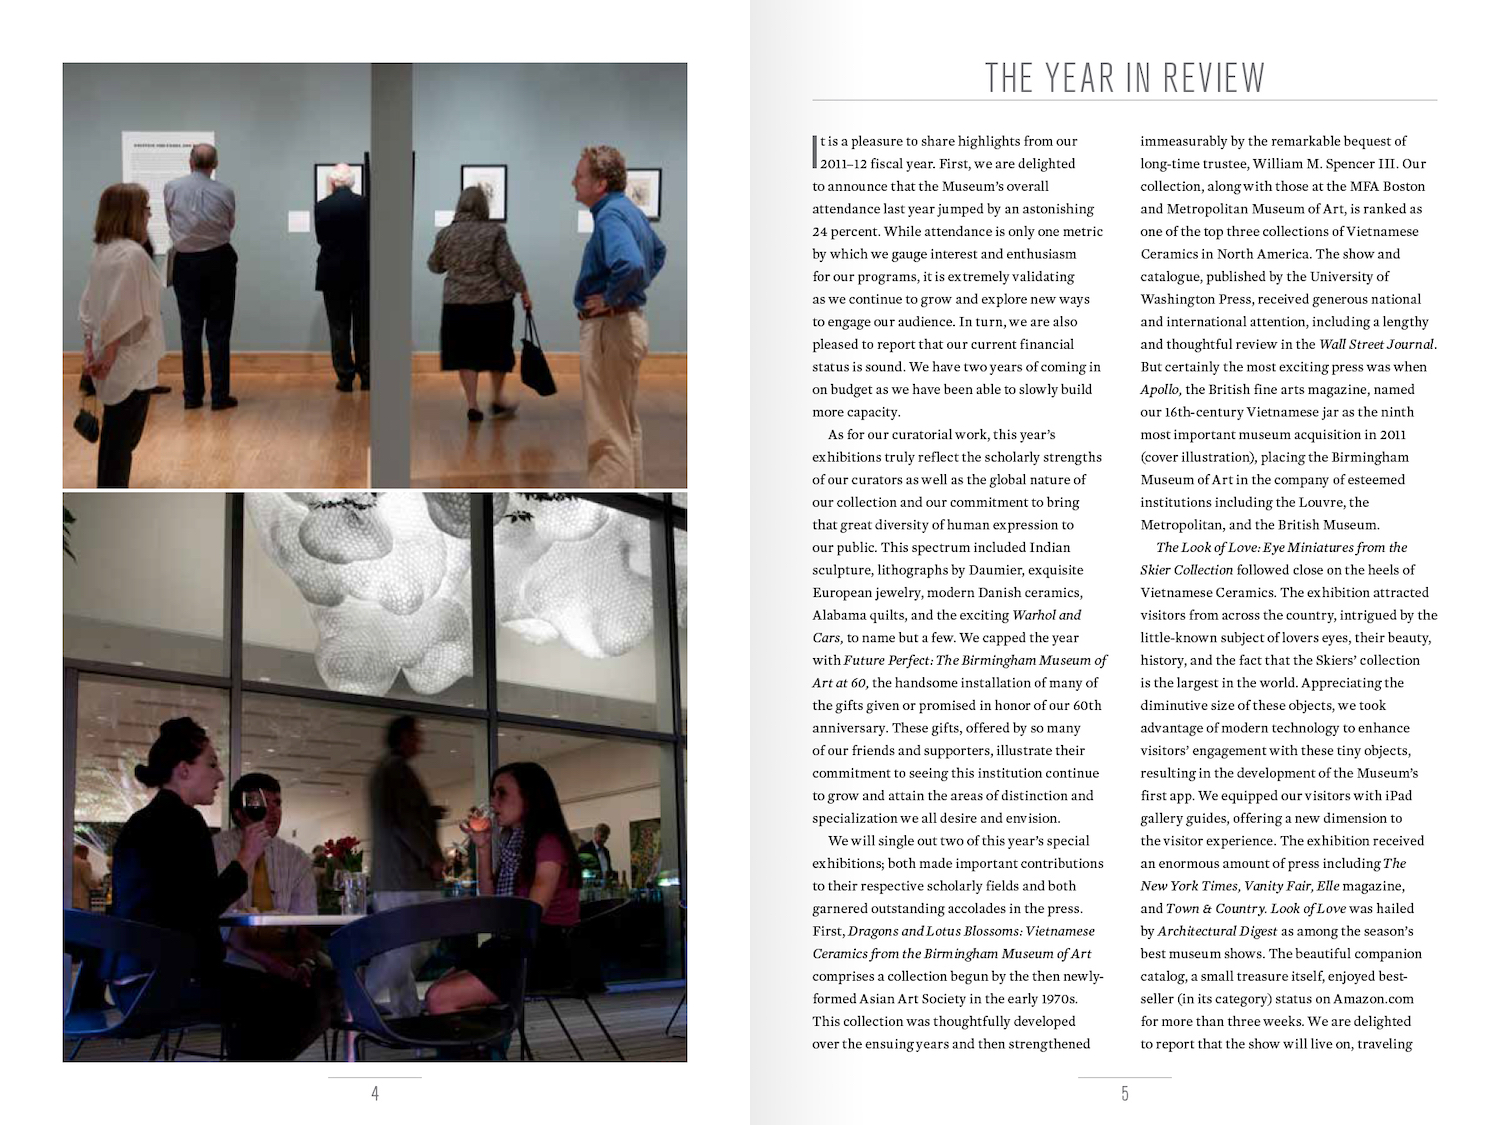 THE YEAR IN REVIEW
It is a pleasure to share highlights from our
2011–12 fiscal year. First, we are delighted
to announce that the Museum’s overall
attendance last year jumped by an astonishing
24 percent. While attendance is only one metric
by which we gauge interest and enthusiasm
for our programs, it is extremely validating
as we continue to grow and explore new ways
to engage our audience. In turn, we are also
pleased to report that our current financial
status is sound. We have two years of coming in
on budget as we have been able to slowly build
more capacity.
As for our curatorial work, this year’s
exhibitions truly reflect the scholarly strengths
of our curators as well as the global nature of
our collection and our commitment to bring
that great diversity of human expression to
our public. This spectrum included Indian
sculpture, lithographs by Daumier, exquisite
European jewelry, modern Danish ceramics,
Alabama quilts, and the exciting Warhol and
Cars, to name but a few. We capped the year
with Future Perfect: The Birmingham Museum of
Art at 60, the handsome installation of many of
the gifts given or promised in honor of our 60th
anniversary. These gifts, offered by so many
of our friends and supporters, illustrate their
commitment to seeing this institution continue
to grow and attain the areas of distinction and
specialization we all desire and envision.
We will single out two of this year’s special
exhibitions; both made important contributions
to their respective scholarly fields and both
garnered outstanding accolades in the press.
First, Dragons and Lotus Blossoms: Vietnamese
Ceramics from the Birmingham Museum of Art
comprises a collection begun by the then newly-
formed Asian Art Society in the early 1970s.
This collection was thoughtfully developed
over the ensuing years and then strengthened
immeasurably by the remarkable bequest of
long-time trustee, William M. Spencer III. Our
collection, along with those at the MFA Boston
and Metropolitan Museum of Art, is ranked as
one of the top three collections of Vietnamese
Ceramics in North America. The show and
catalogue, published by the University of
Washington Press, received generous national
and international attention, including a lengthy
and thoughtful review in the Wall Street Journal.
But certainly the most exciting press was when
Apollo, the British fine arts magazine, named
our 16th-century Vietnamese jar as the ninth
most important museum acquisition in 2011
(cover illustration), placing the Birmingham
Museum of Art in the company of esteemed
institutions including the Louvre, the
Metropolitan, and the British Museum.
The Look of Love: Eye Miniatures from the
Skier Collection followed close on the heels of
Vietnamese Ceramics. The exhibition attracted
visitors from across the country, intrigued by the
little-known subject of lovers eyes, their beauty,
history, and the fact that the Skiers’ collection
is the largest in the world. Appreciating the
diminutive size of these objects, we took
advantage of modern technology to enhance
visitors’ engagement with these tiny objects,
resulting in the development of the Museum’s
first app. We equipped our visitors with iPad
gallery guides, offering a new dimension to
the visitor experience. The exhibition received
an enormous amount of press including The
New York Times, Vanity Fair, Elle magazine,
and Town & Country. Look of Love was hailed
by Architectural Digest as among the season’s
best museum shows. The beautiful companion
catalog, a small treasure itself, enjoyed best-
seller (in its category) status on Amazon.com
for more than three weeks. We are delighted
to report that the show will live on, traveling
4
5